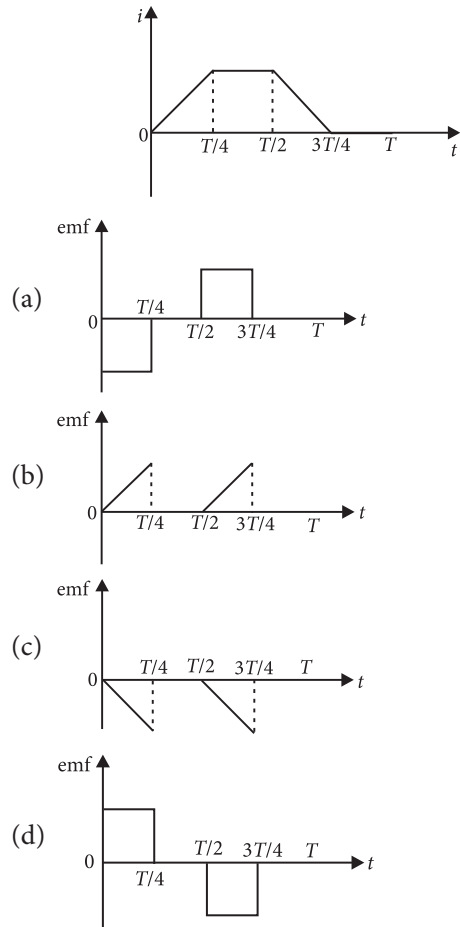 i
0 T/4 T/2 3T/4 T t
emf
(a)
T/4
0 t
T/2 3T/4 T
emf
(b)
0 t
T/4 T/2 3T/4 T
emf
(c)
T/4 T/2 3T/4 T
0 t
emf
(d)
T/2 3T/4 T
0 t
T/4